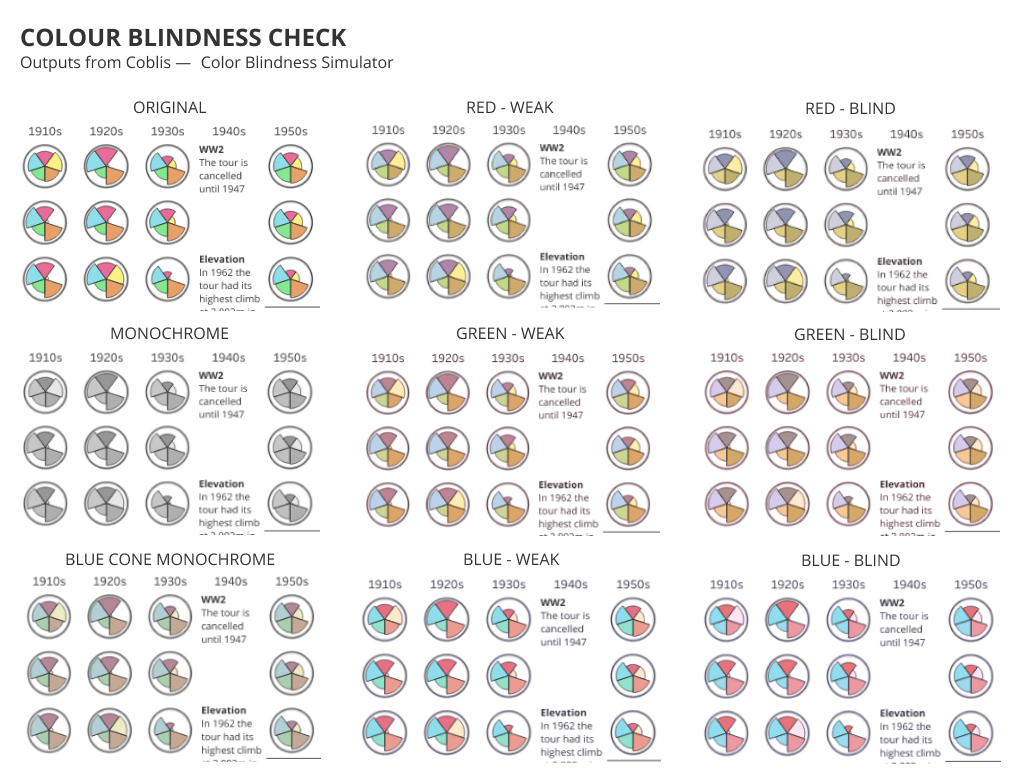 COLOUR BLINDNESS CHECK
Outputs from Coblis — Color Blindness Simulator
ORIGINAL
1910s 1920s 1930s 1940s 1950s
WW2
The tour is
cancelled
until 1947
Elevation
In 1962 the
tour had its
highest climb
RED - WEAK
1910s 1920s 1930s 1940s 1950s
WW2
The tour is
cancelled
until 1947
Elevation
In 1962 the
tour had its
highest climb
RED - BLIND
1910s 1920s 1930s 1940s 1950s
WW2
The tour is
cancelled
until 1947
Elevation
In 1962 the
tour had its
highest climb
MONOCHROME
1910s 1920s 1930s 1940s 1950s
WW2
The tour is
cancelled
until 1947
Elevation
In 1962 the
tour had its
highest climb
GREEN - WEAK
1910s 1920s 1930s 1940s 1950s
WW2
The tour is
cancelled
until 1947
Elevation
In 1962 the
tour had its
highest climb
GREEN - BLIND
1910s 1920s 1930s 1940s 1950s
WW2
The tour is
cancelled
until 1947
Elevation
In 1962 the
tour had its
highest climb
BLUE CONE MONOCHROME
1910s 1920s 1930s 1940s 1950s
WW2
The tour is
cancelled
until 1947
Elevation
In 1962 the
tour had its
highest climb
BLUE - WEAK
1910s 1920s 1930s 1940s 1950s
WW2
The tour is
cancelled
until 1947
Elevation
In 1962 the
tour had its
highest climb
BLUE - BLIND
1910s 1920s 1930s 1940s 1950s
WW2
The tour is
cancelled
until 1947
Elevation
In 1962 the
tour had its
highest climb